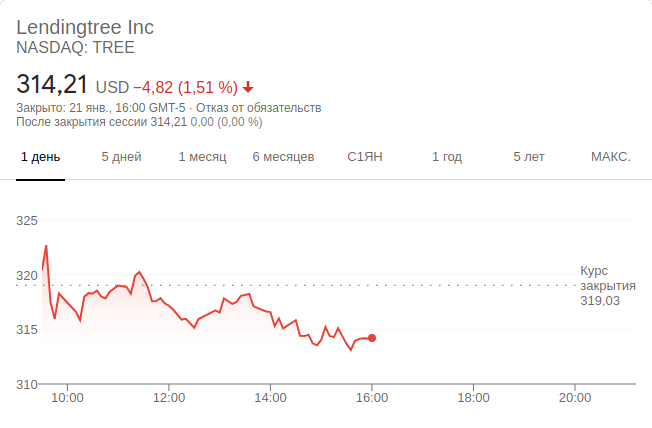 Lendingtree Inc
NASDAQ: TREE
314,21 USD −4,82 (1,51 %)
Закрыто: 21 янв., 16:00 GMT-5 · Отказ от обязательств
После закрытия сессии 314,21 0,00 (0,00 %)
1 день 5 дней 1 месяц 6 месяцев С1ЯН 1 год 5 лет МАКС.
325
320
315
310
Курс
закрытия
319,03
10:00 12:00 14:00 16:00 18:00 20:00